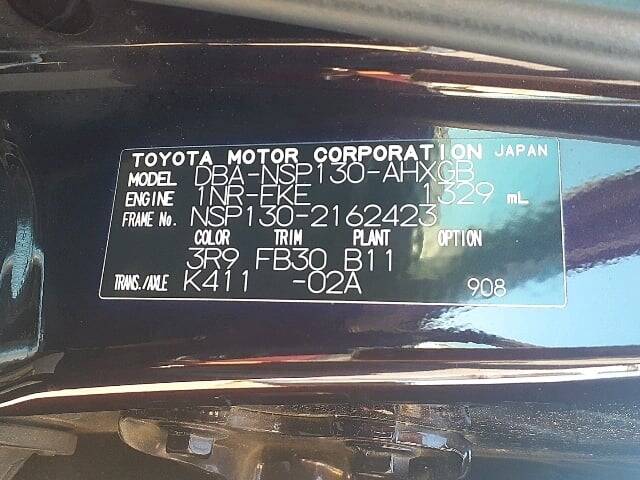 TOYOTA MOTOR CORPORATION JAPAN
MODEL DBA-NSP130-AHXGB
ENGINE 1NR-FKE 1329 mL
FRAME No. NSP130-2162423
COLOR TRIM PLANT OPTION
3R9 FB30 B11
TRANS./AXLE K411 -02A 908